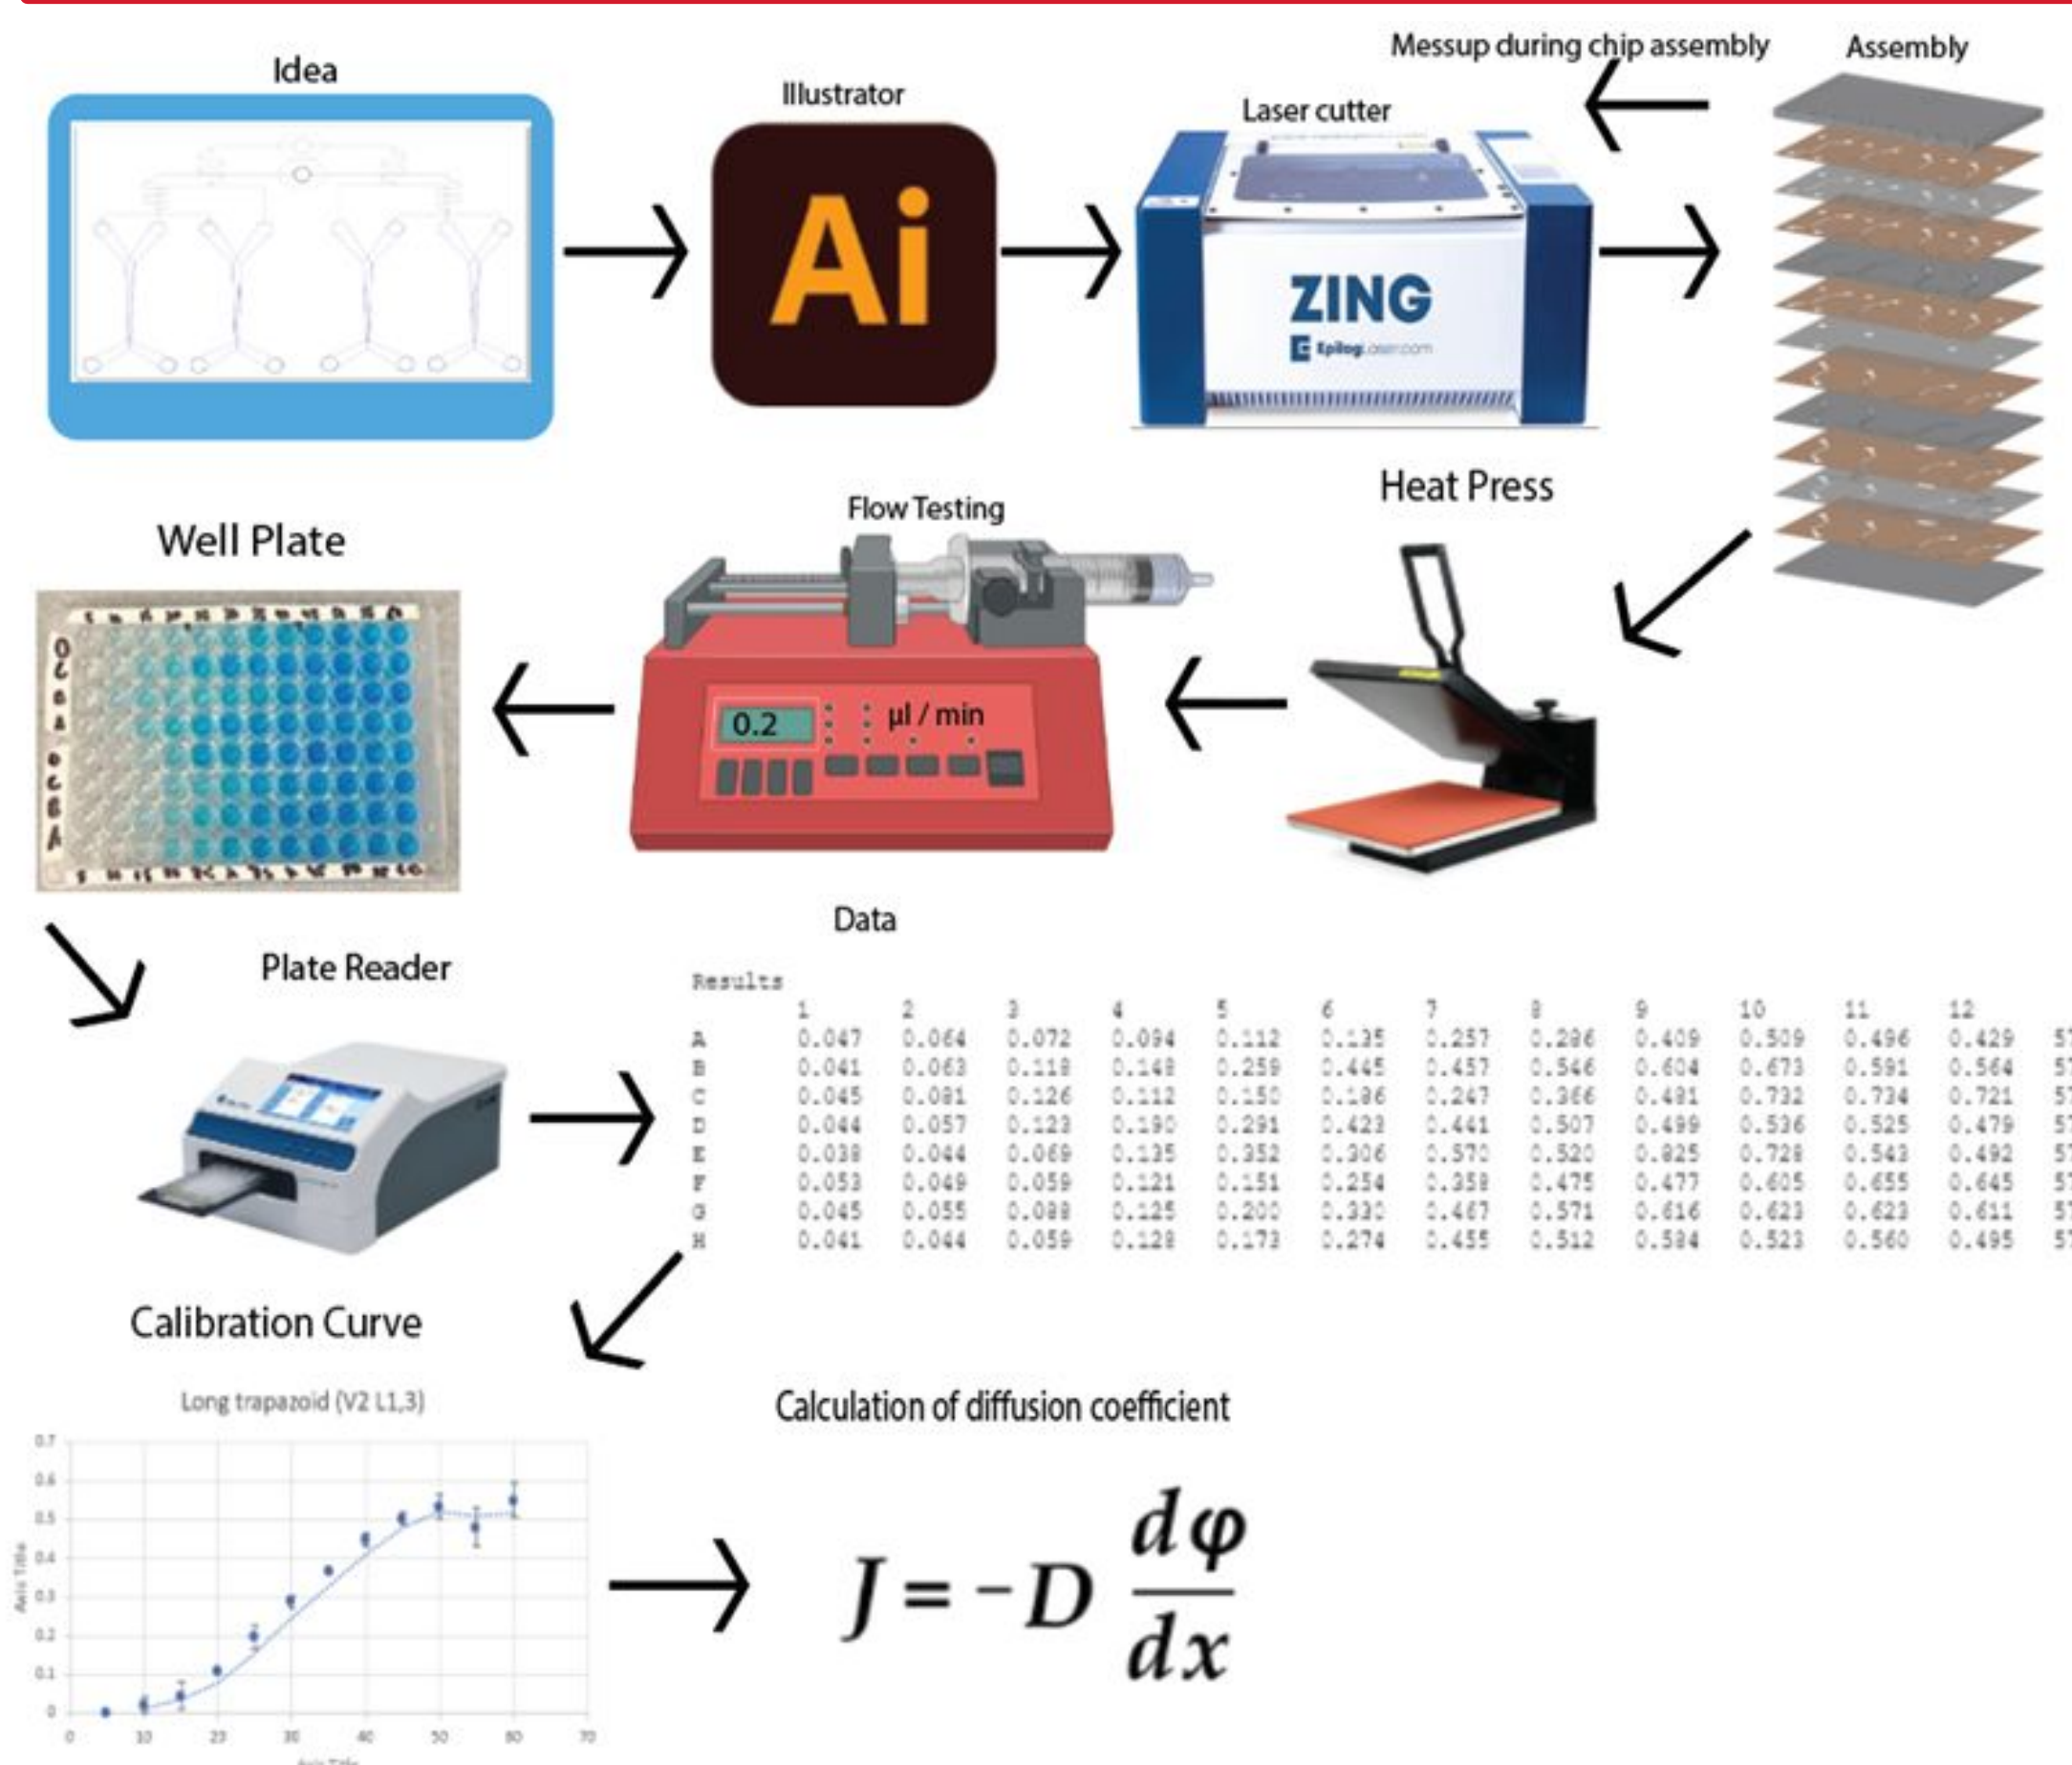 Messup during chip assembly
Assembly
Idea
Illustrator
Laser cutter
Ai
ZING
EpilogLaser.com
Heat Press
Flow Testing
Well Plate
0.2
µl / min
Data
Plate Reader
Results
1 2 3 4 5 6 7 8 9 10 11 12
A 0.047 0.064 0.072 0.094 0.112 0.135 0.257 0.286 0.409 0.509 0.496 0.429
B 0.041 0.063 0.118 0.148 0.259 0.445 0.457 0.546 0.604 0.673 0.591 0.564
C 0.045 0.081 0.126 0.112 0.150 0.186 0.247 0.366 0.481 0.732 0.734 0.721
D 0.044 0.057 0.123 0.190 0.291 0.423 0.441 0.507 0.499 0.536 0.525 0.479
E 0.038 0.044 0.069 0.135 0.352 0.306 0.570 0.520 0.825 0.728 0.543 0.492
F 0.053 0.049 0.059 0.121 0.151 0.254 0.358 0.475 0.477 0.605 0.655 0.645
G 0.045 0.055 0.088 0.125 0.200 0.330 0.467 0.571 0.616 0.623 0.623 0.611
H 0.041 0.044 0.059 0.128 0.173 0.274 0.455 0.512 0.584 0.523 0.560 0.495
Calibration Curve
Calculation of diffusion coefficient
Long trapazoid (V2 L1,3)
0.7
0.6
0.5
0.4
0.3
0.2
0.1
0
Axis Title
0 10 30 40 50 60 70
Axis Title
J = −D dφ/dx